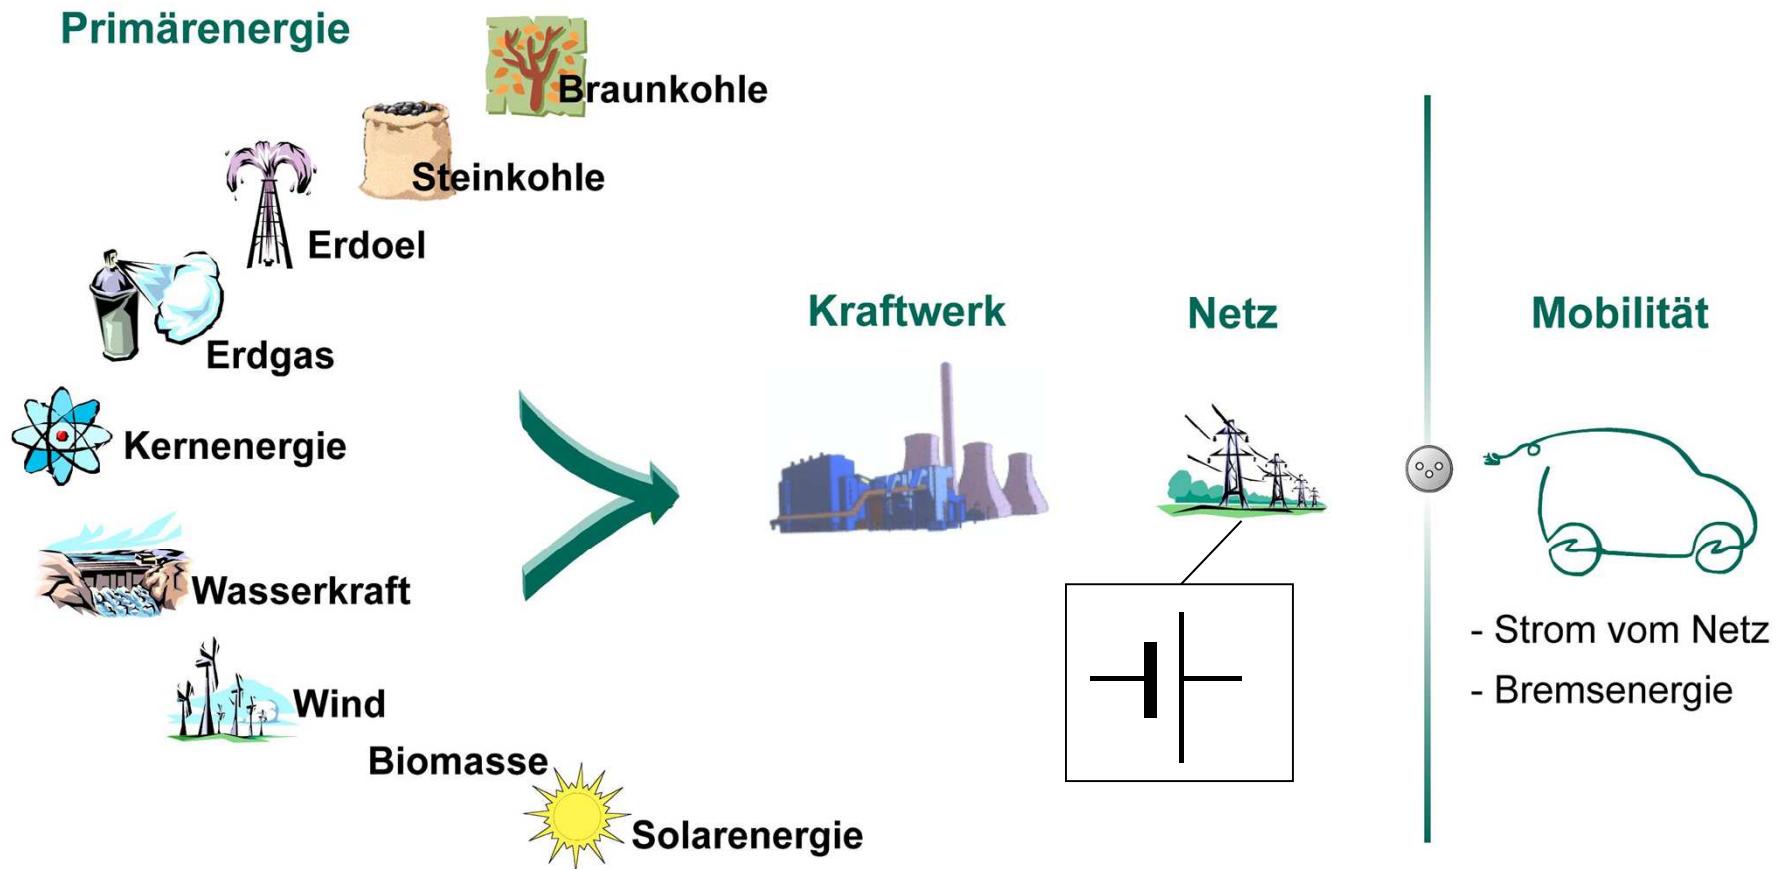 Primärenergie
Braunkohle
Steinkohle
Erdoel
Erdgas
Kernenergie
Wasserkraft
Wind
Biomasse
Solarenergie
Kraftwerk
Netz
Mobilität
- Strom vom Netz
- Bremsenergie